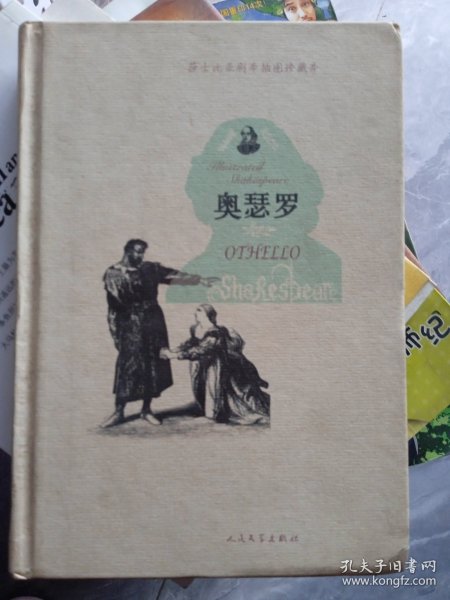 莎士比亚剧本插图珍藏本
Illustrated
Shakespeare
奥瑟罗
OTHELLO
Shakespeare
人民文学出版社
孔夫子旧书网
www.kongfz.com